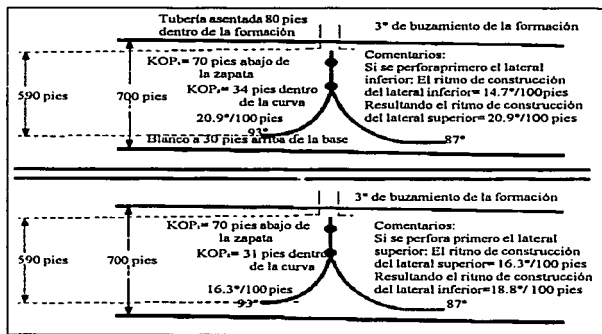 Tubería asentada 80 pies
dentro de la formación
3° de buzamiento de la formación
590 pies
700 pies
KOP₁= 70 pies abajo de
la zapata
KOP₂= 34 pies dentro
de la curva
20.9°/100 pies
93°
Blanco a 30 pies arriba de la base
87°
Comentarios:
Si se perforaprimero el lateral
inferior: El ritmo de construcción
del lateral inferior= 14.7°/100pies
Resultando el ritmo de construcción
del lateral superior= 20.9°/100 pies
3° de buzamiento de la formación
590 pies
700 pies
KOP₁= 70 pies abajo de
la zapata
KOP₂= 31 pies dentro
de la curva
16.3°/100 pies
93°
87°
Comentarios:
Si se perfora primero el lateral
superior: El ritmo de construcción
del lateral superior= 16.3°/100 pies
Resultando el ritmo de construcción
del lateral inferior=18.8°/ 100 pies